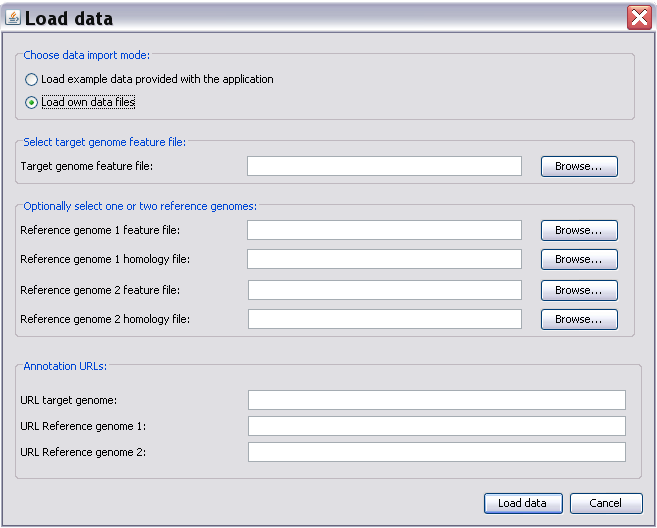 Load data
Choose data import mode:
Load example data provided with the application
Load own data files
Select target genome feature file:
Target genome feature file: Browse...
Optionally select one or two reference genomes:
Reference genome 1 feature file: Browse...
Reference genome 1 homology file: Browse...
Reference genome 2 feature file: Browse...
Reference genome 2 homology file: Browse...
Annotation URLs:
URL target genome:
URL Reference genome 1:
URL Reference genome 2:
Load data Cancel